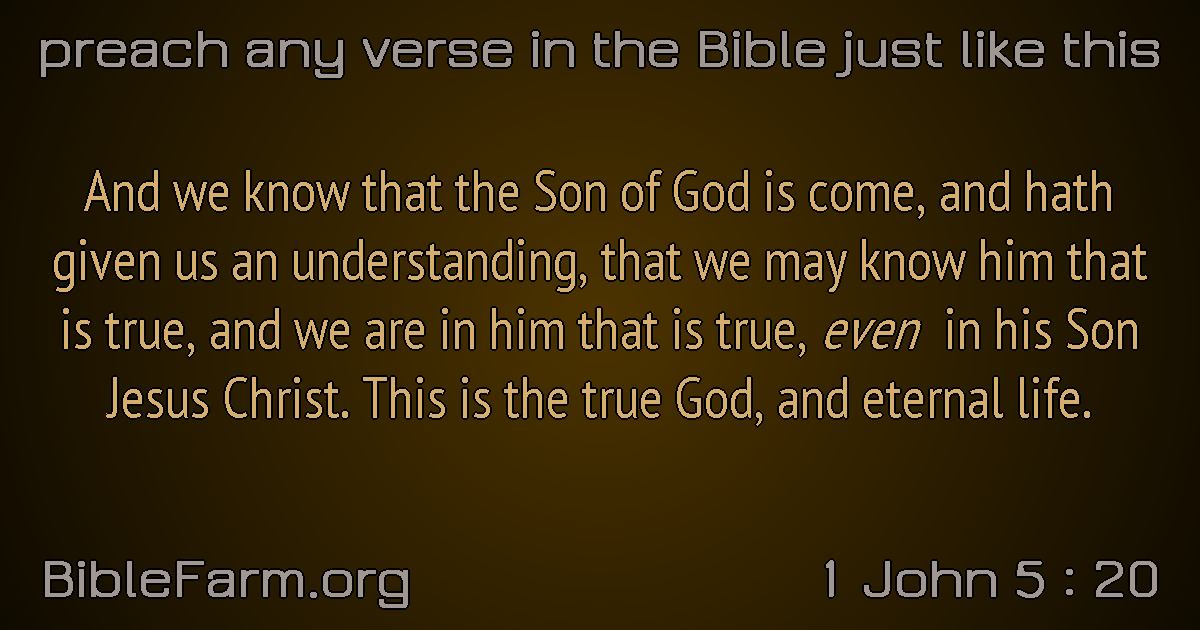 preach any verse in the Bible just like this
And we know that the Son of God is come, and hath
given us an understanding, that we may know him that
is true, and we are in him that is true, even in his Son
Jesus Christ. This is the true God, and eternal life.
BibleFarm.org
1 John 5 : 20